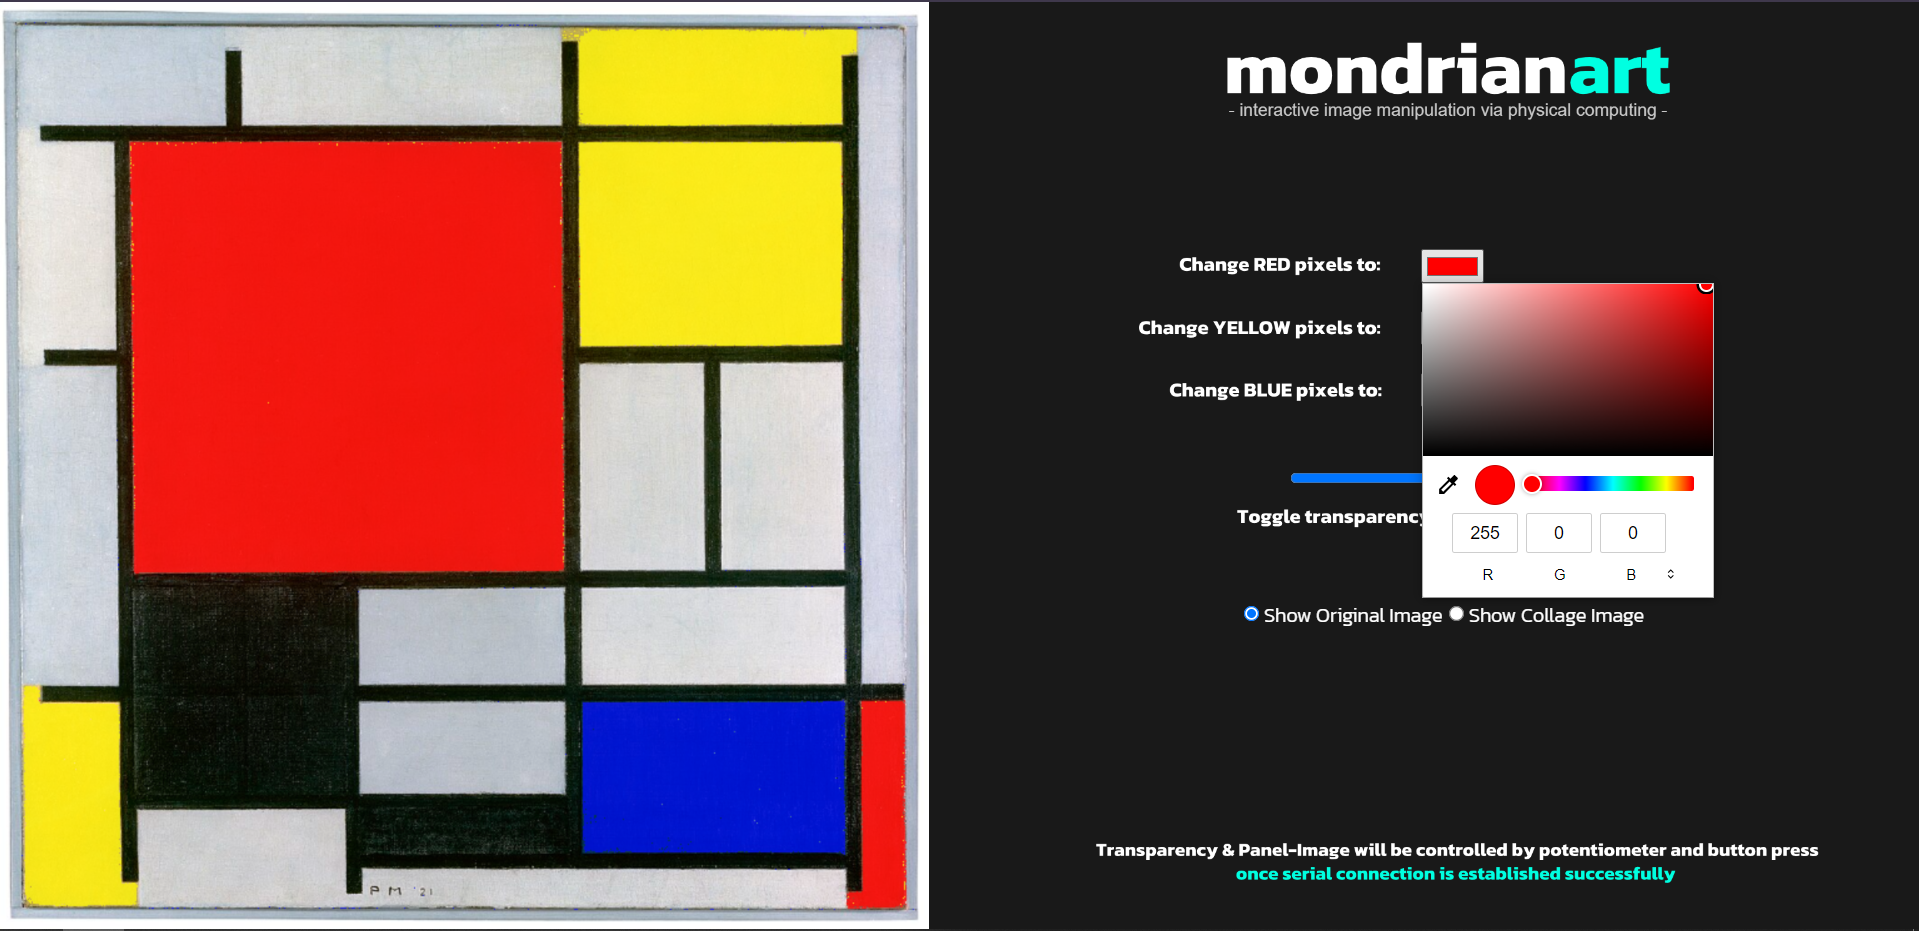 mondrianart
- interactive image manipulation via physical computing -
Change RED pixels to:
Change YELLOW pixels to:
Change BLUE pixels to:
Toggle transparency
255 0 0
R G B
Show Original Image Show Collage Image
Transparency & Panel-Image will be controlled by potentiometer and button press
once serial connection is established successfully
P M '21